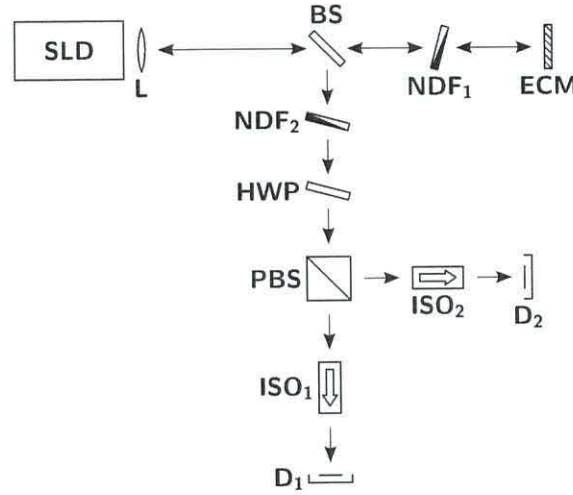 BS
SLD
L
NDF₁
ECM
NDF₂
HWP
PBS
ISO₂
D₂
ISO₁
D₁